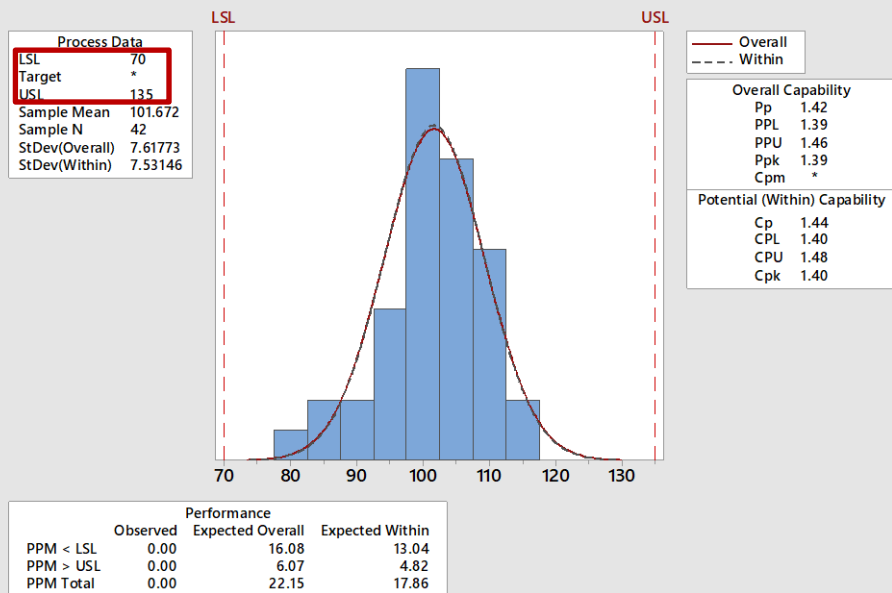 LSL USL
Process Data
LSL 70
Target *
USL 135
Sample Mean 101.672
Sample N 42
StDev(Overall) 7.61773
StDev(Within) 7.53146
Overall
Within
Overall Capability
Pp 1.42
PPL 1.39
PPU 1.46
Ppk 1.39
Cpm *
Potential (Within) Capability
Cp 1.44
CPL 1.40
CPU 1.48
Cpk 1.40
70 80 90 100 110 120 130
Performance
Observed Expected Overall Expected Within
PPM < LSL 0.00 16.08 13.04
PPM > USL 0.00 6.07 4.82
PPM Total 0.00 22.15 17.86